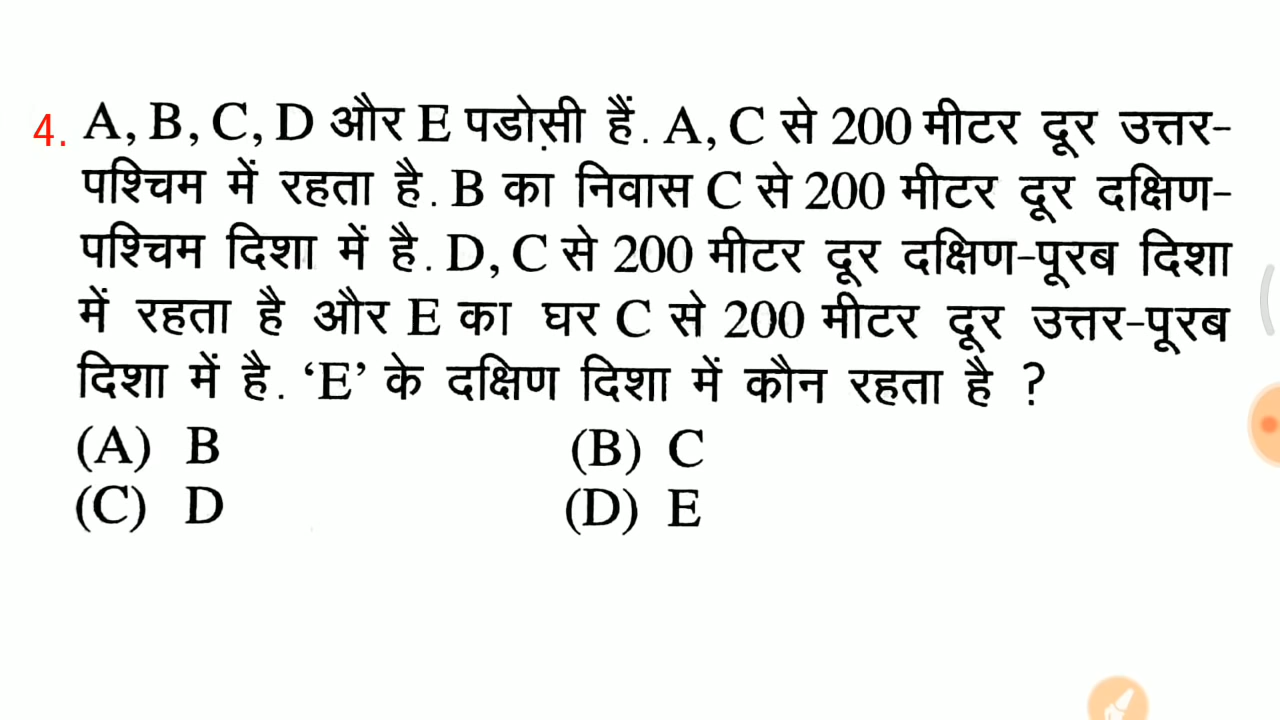 4. A, B, C, D और E पडोसी हैं. A, C से 200 मीटर दूर उत्तर-
पश्चिम में रहता है. B का निवास C से 200 मीटर दूर दक्षिण-
पश्चिम दिशा में है. D, C से 200 मीटर दूर दक्षिण-पूरब दिशा
में रहता है और E का घर C से 200 मीटर दूर उत्तर-पूरब
दिशा में है. ‘E’ के दक्षिण दिशा में कौन रहता है ?
(A) B (B) C
(C) D (D) E